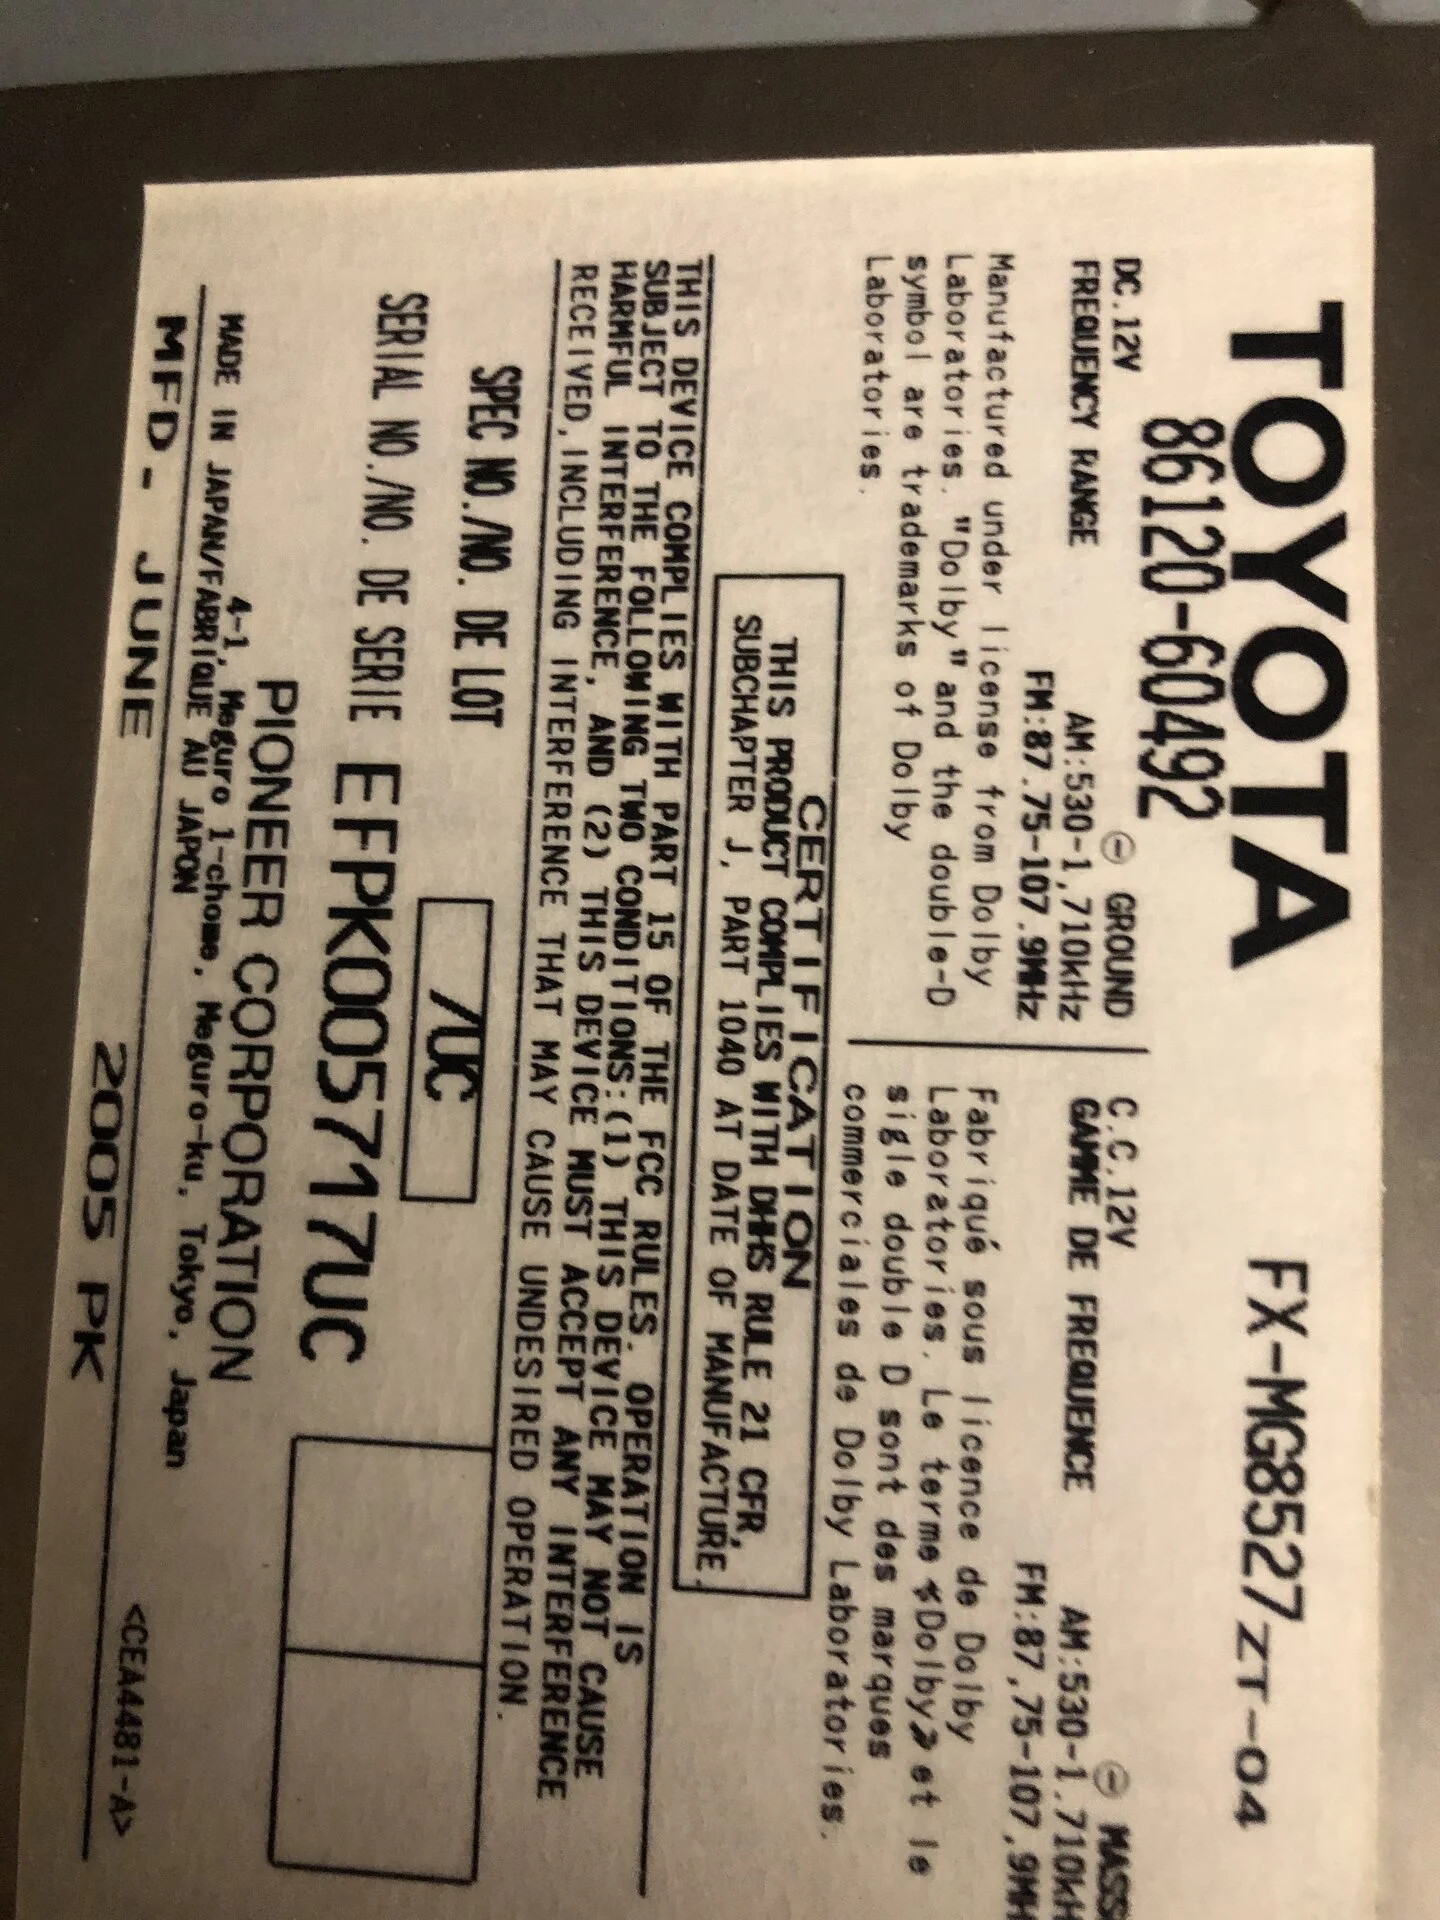 TOYOTA FX-MG8527ZT-04
86120-60492
DC.12V ⊖ GROUND
FREQUENCY RANGE AM:530-1,710kHz
FM:87.75-107.9MHz
Manufactured under license from Dolby
Laboratories. "Dolby" and the double-D
symbol are trademarks of Dolby
Laboratories.
C.C.12V ⊖ MASS
GAMME DE FREQUENCE AM:530-1.710kH
FM:87,75-107,9MH
Fabriqué sous licence de Dolby
Laboratories. Le terme «Dolby» et le
sigle double D sont des marques
commerciales de Dolby Laboratories.
CERTIFICATION
THIS PRODUCT COMPLIES WITH DHHS RULE 21 CFR,
SUBCHAPTER J, PART 1040 AT DATE OF MANUFACTURE.
THIS DEVICE COMPLIES WITH PART 15 OF THE FCC RULES. OPERATION IS
SUBJECT TO THE FOLLOWING TWO CONDITIONS:(1) THIS DEVICE MAY NOT CAUSE
HARMFUL INTERFERENCE, AND (2) THIS DEVICE MUST ACCEPT ANY INTERFERENCE
RECEIVED, INCLUDING INTERFERENCE THAT MAY CAUSE UNDESIRED OPERATION.
SPEC NO./NO. DE LOT /UC
SERIAL NO./NO. DE SERIE EFPK005717UC
PIONEER CORPORATION
4-1, Meguro 1-chome, Meguro-ku, Tokyo, Japan
MADE IN JAPAN/FABRIQUE AU JAPON
<CEA4481-A>
MFD- JUNE 2005 PK